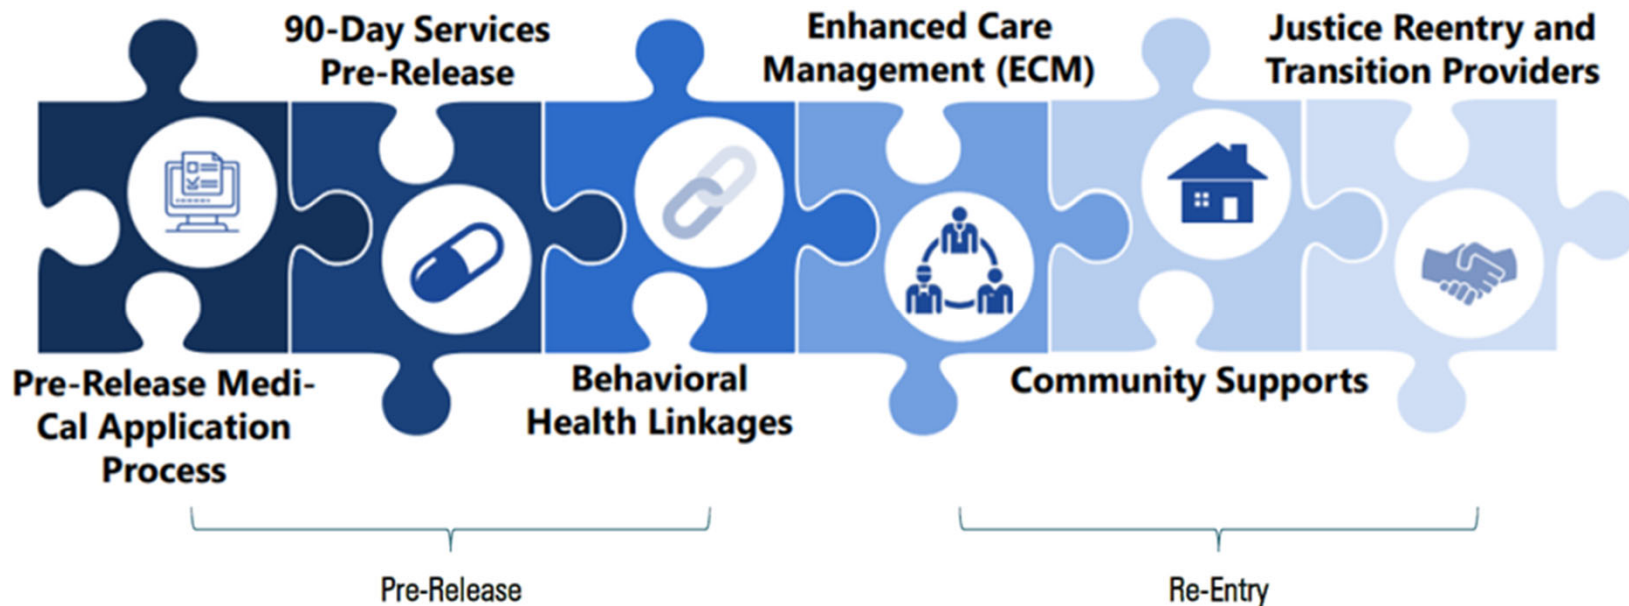 90-Day Services
Pre-Release
Enhanced Care
Management (ECM)
Justice Reentry and
Transition Providers
Pre-Release Medi-
Cal Application
Process
Behavioral
Health Linkages
Community Supports
Pre-Release
Re-Entry